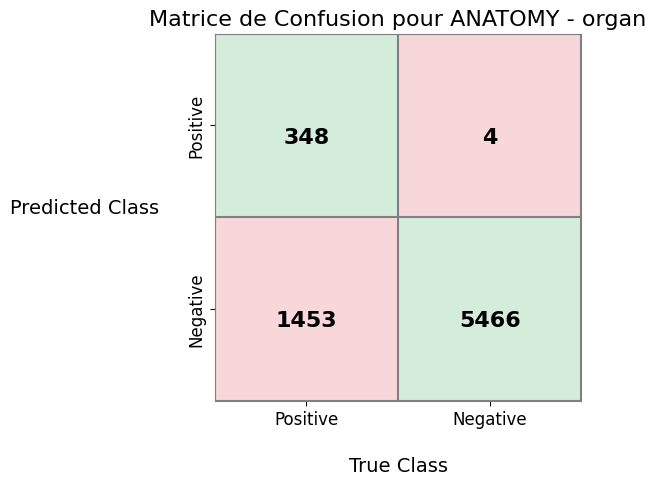 Matrice de Confusion pour ANATOMY - organ
Positive
348
4
Predicted Class
Negative
1453
5466
Positive
Negative
True Class